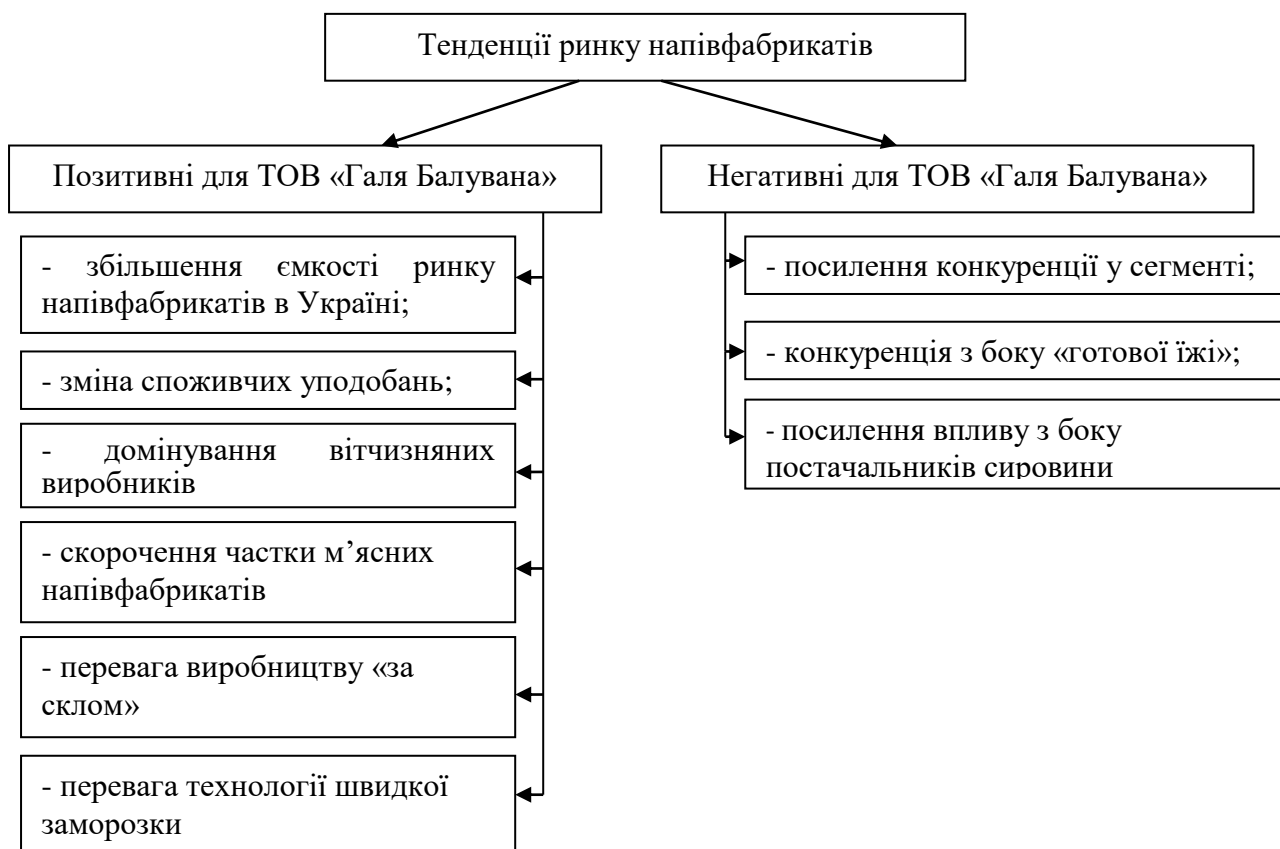 Тенденції ринку напівфабрикатів
Позитивні для ТОВ «Галя Балувана»
- збільшення ємкості ринку
напівфабрикатів в Україні;
- зміна споживчих уподобань;
- домінування вітчизняних
виробників
- скорочення частки м’ясних
напівфабрикатів
- перевага виробництву «за
склом»
- перевага технології швидкої
заморозки
Негативні для ТОВ «Галя Балувана»
- посилення конкуренції у сегменті;
- конкуренція з боку «готової їжі»;
- посилення впливу з боку
постачальників сировини